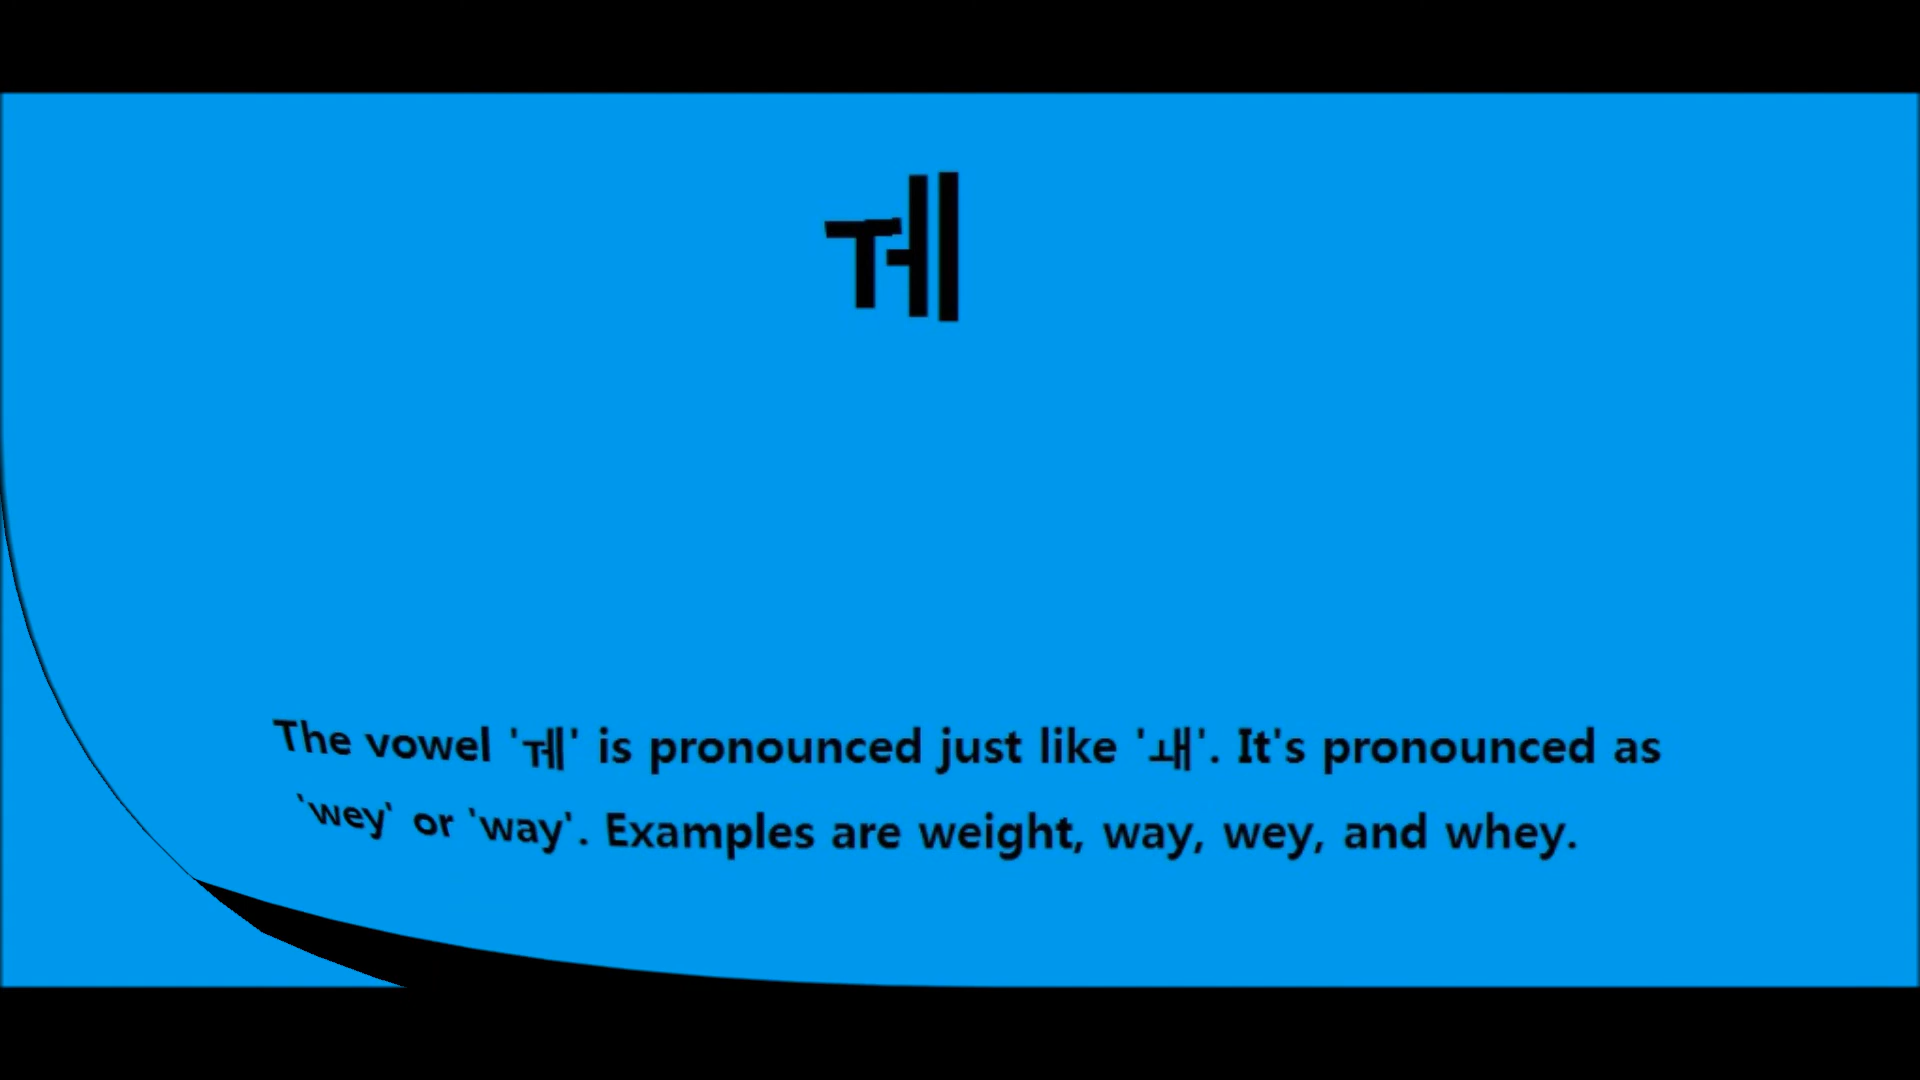 ㅞ
The vowel 'ㅞ' is pronounced just like 'ㅙ'. It's pronounced as
'wey' or 'way'. Examples are weight, way, wey, and whey.